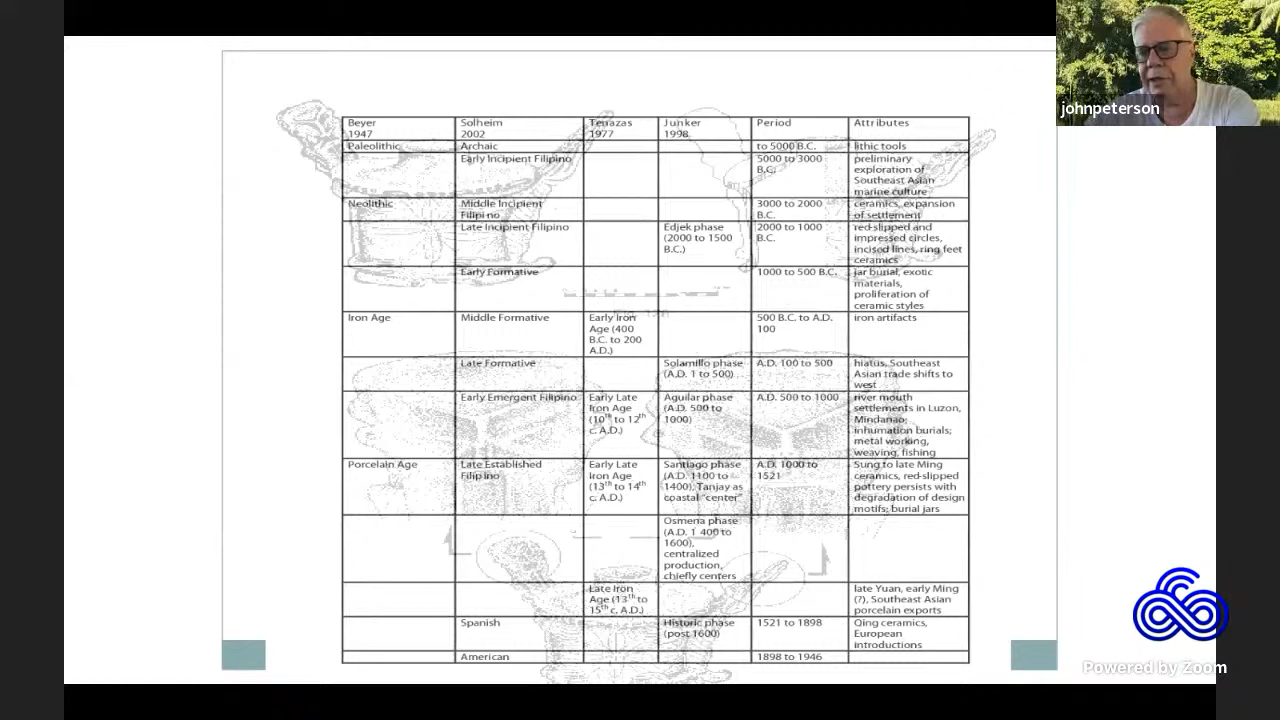 johnpeterson
Beyer 1947 | Solheim 2002 | Tenazas 1977 | Junker 1998 | Period | Attributes
Paleolithic | Archaic | | | to 5000 B.C. | lithic tools
| Early Incipient Filipino | | | 5000 to 3000 B.C. | preliminary exploration of Southeast Asian marine culture
Neolithic | Middle Incipient Filipi no | | | 3000 to 2000 B.C. | ceramics, expansion of settlement
| Late Incipient Filipino | | Edjek phase (2000 to 1500 B.C.) | 2000 to 1000 B.C. | red-slipped and impressed circles, incised lines, ring feet ceramics
| Early Formative | | | 1000 to 500 B.C. | jar burial, exotic materials, proliferation of ceramic styles
Iron Age | Middle Formative | Early Iron Age (400 B.C. to 200 A.D.) | | 500 B.C. to A.D. 100 | iron artifacts
| Late Formative | | Solamillo phase (A.D. 1 to 500) | A.D. 100 to 500 | hiatus, Southeast Asian trade shifts to west
| Early Emergent Filipino | Early Late Iron Age (10th to 12th c. A.D.) | Aguilar phase (A.D. 500 to 1000) | A.D. 500 to 1000 | river mouth settlements in Luzon, Mindanao; inhumation burials; metal working, weaving, fishing
Porcelain Age | Late Established Filip ino | Early Late Iron Age (13th to 14th c. A.D.) | Santiago phase (A.D. 1100 to 1400), Tanjay as coastal "center" | A.D. 1000 to 1521 | Sung to late Ming ceramics, red-slipped pottery persists with degradation of design motifs; burial jars
| | | Osmena phase (A.D. 1 400 to 1600), centralized production, chiefly centers | |
| | Late Iron Age (13th to 15th c. A.D.) | | | late Yuan, early Ming (?), Southeast Asian porcelain exports
| Spanish | | Historic phase (post 1600) | 1521 to 1898 | Qing ceramics, European introductions
| American | | | 1898 to 1946 |
Powered by Zoom